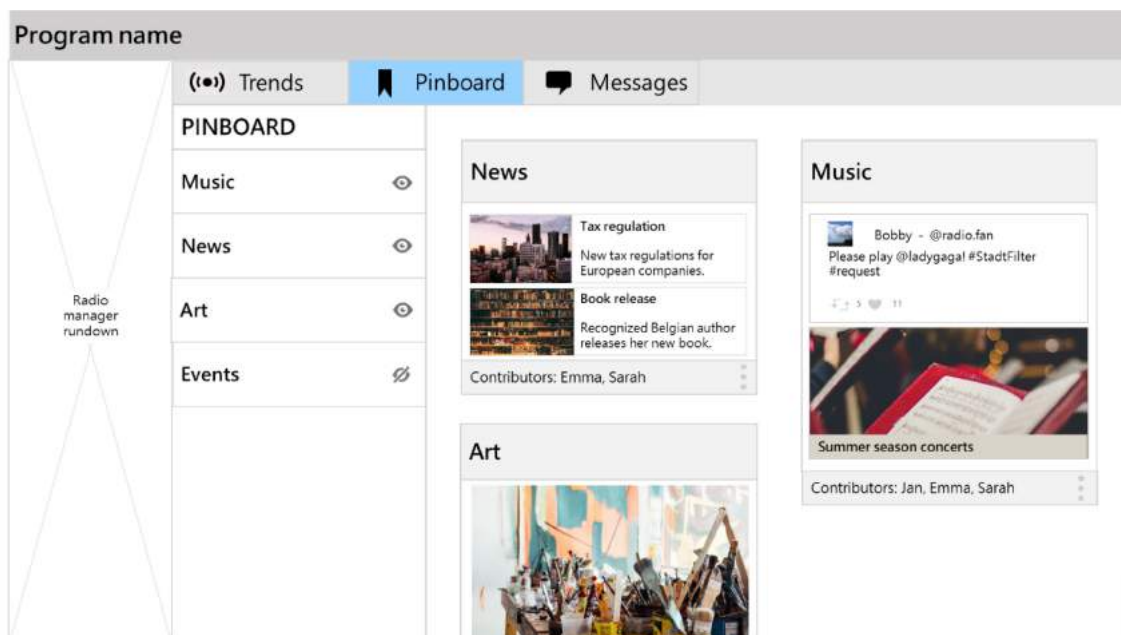 Program name
Trends
Pinboard
Messages
Radio
manager
rundown
PINBOARD
Music
News
Art
Events
News
Tax regulation
New tax regulations for
European companies.
Book release
Recognized Belgian author
releases her new book.
Contributors: Emma, Sarah
Art
Music
Bobby - @radio.fan
Please play @ladygaga! #StadtFilter
#request
11
Summer season concerts
Contributors: Jan, Emma, Sarah